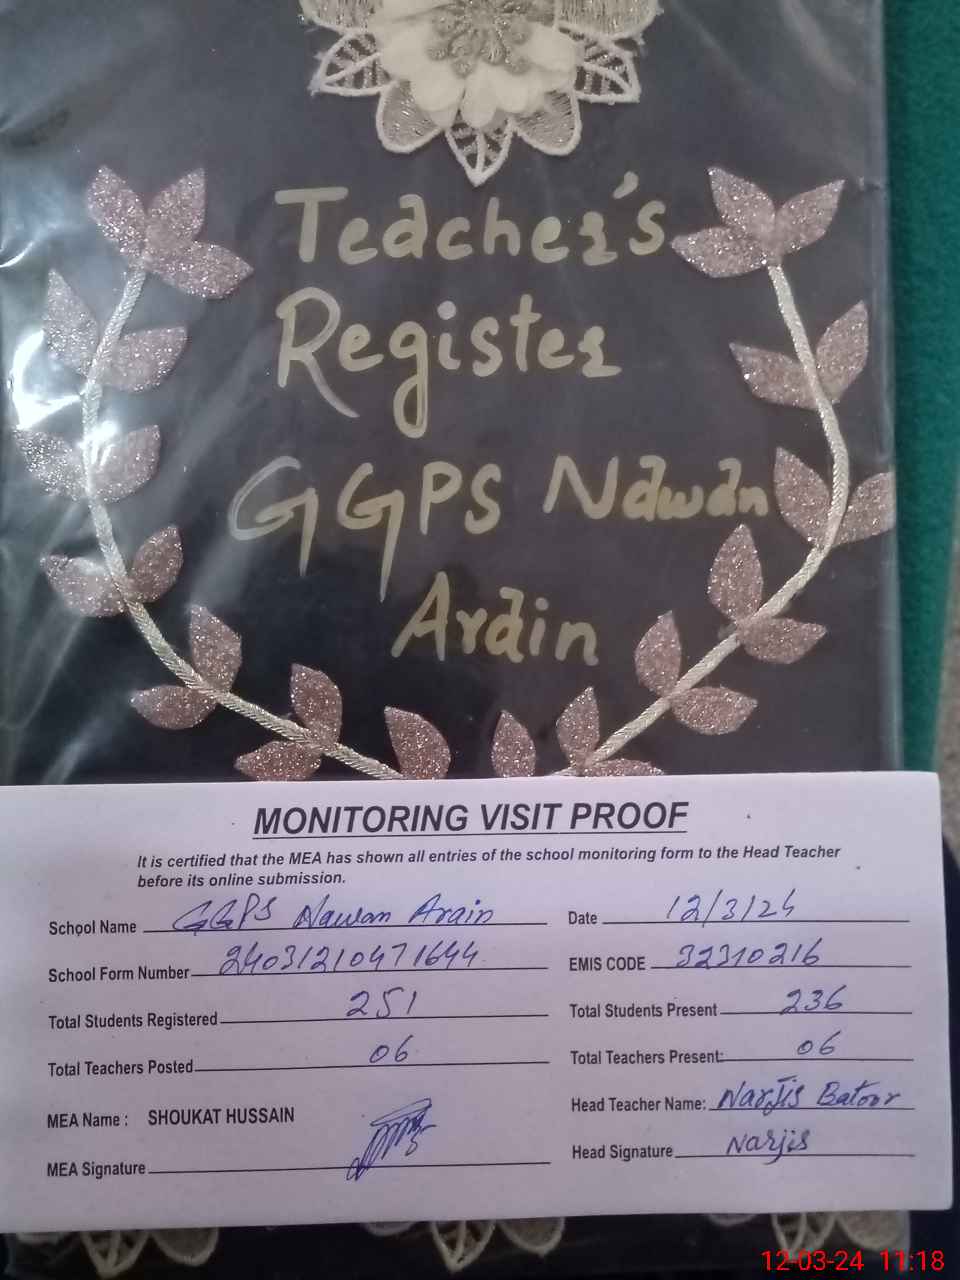 Teacher's
Register
GGPS Nawan
Arain
MONITORING VISIT PROOF
It is certified that the MEA has shown all entries of the school monitoring form to the Head Teacher
before its online submission.
School Name GGPS Nawan Arain Date 12/3/24
School Form Number 24031210471644 EMIS CODE 32310216
Total Students Registered 251 Total Students Present 236
Total Teachers Posted 06 Total Teachers Present: 06
MEA Name : SHOUKAT HUSSAIN Head Teacher Name: Narjis Batoor
MEA Signature Head Signature Narjis
12-03-24 11:18